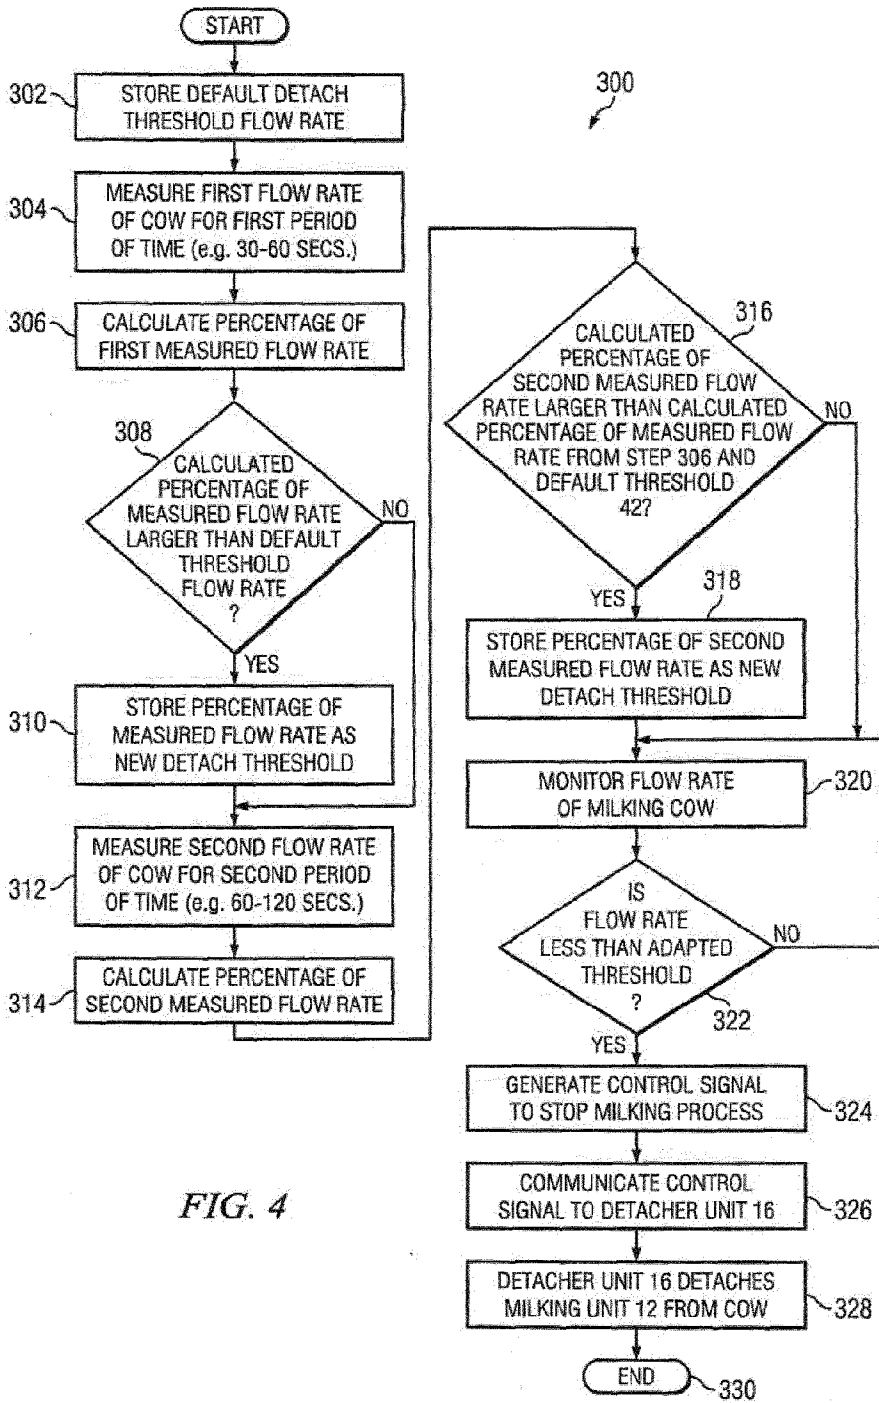 START
302
STORE DEFAULT DETACH
THRESHOLD FLOW RATE
304
MEASURE FIRST FLOW RATE
OF COW FOR FIRST PERIOD
OF TIME (e.g. 30-60 SECS.)
306
CALCULATE PERCENTAGE OF
FIRST MEASURED FLOW RATE
308
CALCULATED
PERCENTAGE OF
MEASURED FLOW RATE
LARGER THAN DEFAULT
THRESHOLD
FLOW RATE
?
NO
YES
310
STORE PERCENTAGE OF
MEASURED FLOW RATE AS
NEW DETACH THRESHOLD
312
MEASURE SECOND FLOW RATE
OF COW FOR SECOND PERIOD
OF TIME (e.g. 60-120 SECS.)
314
CALCULATE PERCENTAGE OF
SECOND MEASURED FLOW RATE
300
316
CALCULATED
PERCENTAGE OF
SECOND MEASURED FLOW
RATE LARGER THAN CALCULATED
PERCENTAGE OF MEASURED FLOW
RATE FROM STEP 306 AND
DEFAULT THRESHOLD
42?
NO
YES
318
STORE PERCENTAGE OF SECOND
MEASURED FLOW RATE AS NEW
DETACH THRESHOLD
MONITOR FLOW RATE
OF MILKING COW
320
IS
FLOW RATE
LESS THAN ADAPTED
THRESHOLD
?
NO
322
YES
GENERATE CONTROL SIGNAL
TO STOP MILKING PROCESS
324
COMMUNICATE CONTROL
SIGNAL TO DETACHER UNIT 16
326
DETACHER UNIT 16 DETACHES
MILKING UNIT 12 FROM COW
328
END
330
FIG. 4